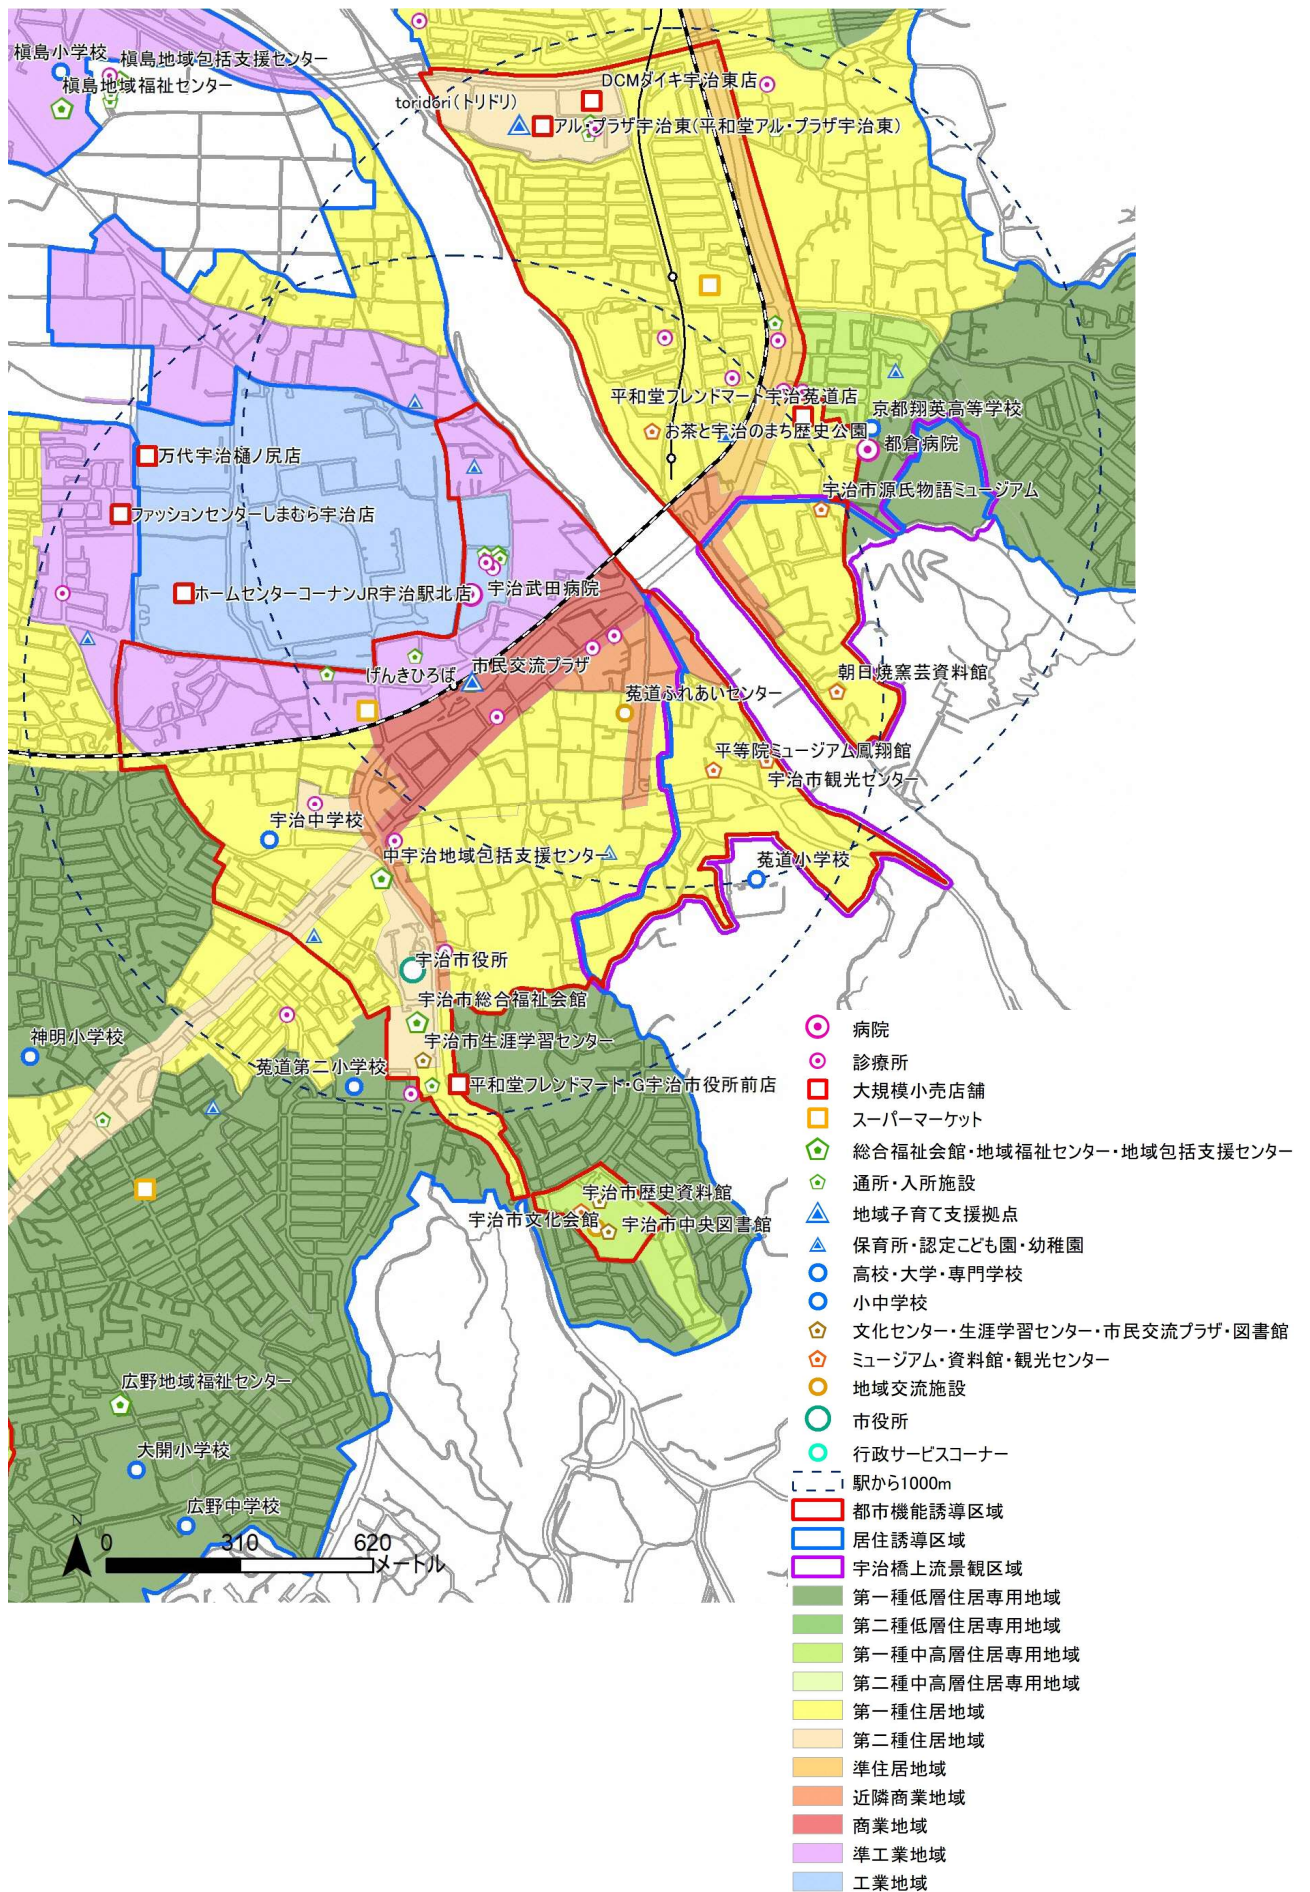 槇島小学校
槇島地域包括支援センター
槇島地域福祉センター
DCMダイキ宇治東店
toridori(トリドリ)
アル・プラザ宇治東(平和堂アル・プラザ宇治東)
平和堂フレンドマート宇治菟道店
京都翔英高等学校
お茶と宇治のまち歴史公園
都倉病院
万代宇治樋ノ尻店
宇治市源氏物語ミュージアム
ファッションセンターしまむら宇治店
ホームセンターコーナンJR宇治駅北店
宇治武田病院
げんきひろば
市民交流プラザ
朝日焼窯芸資料館
菟道ふれあいセンター
平等院ミュージアム鳳翔館
宇治市観光センター
宇治中学校
中宇治地域包括支援センター
菟道小学校
宇治市役所
宇治市総合福祉会館
神明小学校
宇治市生涯学習センター
菟道第二小学校
平和堂フレンドマート・G宇治市役所前店
宇治市歴史資料館
宇治市文化会館
宇治市中央図書館
広野地域福祉センター
大開小学校
広野中学校
N
0 310 620
メートル
病院
診療所
大規模小売店舗
スーパーマーケット
総合福祉会館・地域福祉センター・地域包括支援センター
通所・入所施設
地域子育て支援拠点
保育所・認定こども園・幼稚園
高校・大学・専門学校
小中学校
文化センター・生涯学習センター・市民交流プラザ・図書館
ミュージアム・資料館・観光センター
地域交流施設
市役所
行政サービスコーナー
駅から1000m
都市機能誘導区域
居住誘導区域
宇治橋上流景観区域
第一種低層住居専用地域
第二種低層住居専用地域
第一種中高層住居専用地域
第二種中高層住居専用地域
第一種住居地域
第二種住居地域
準住居地域
近隣商業地域
商業地域
準工業地域
工業地域